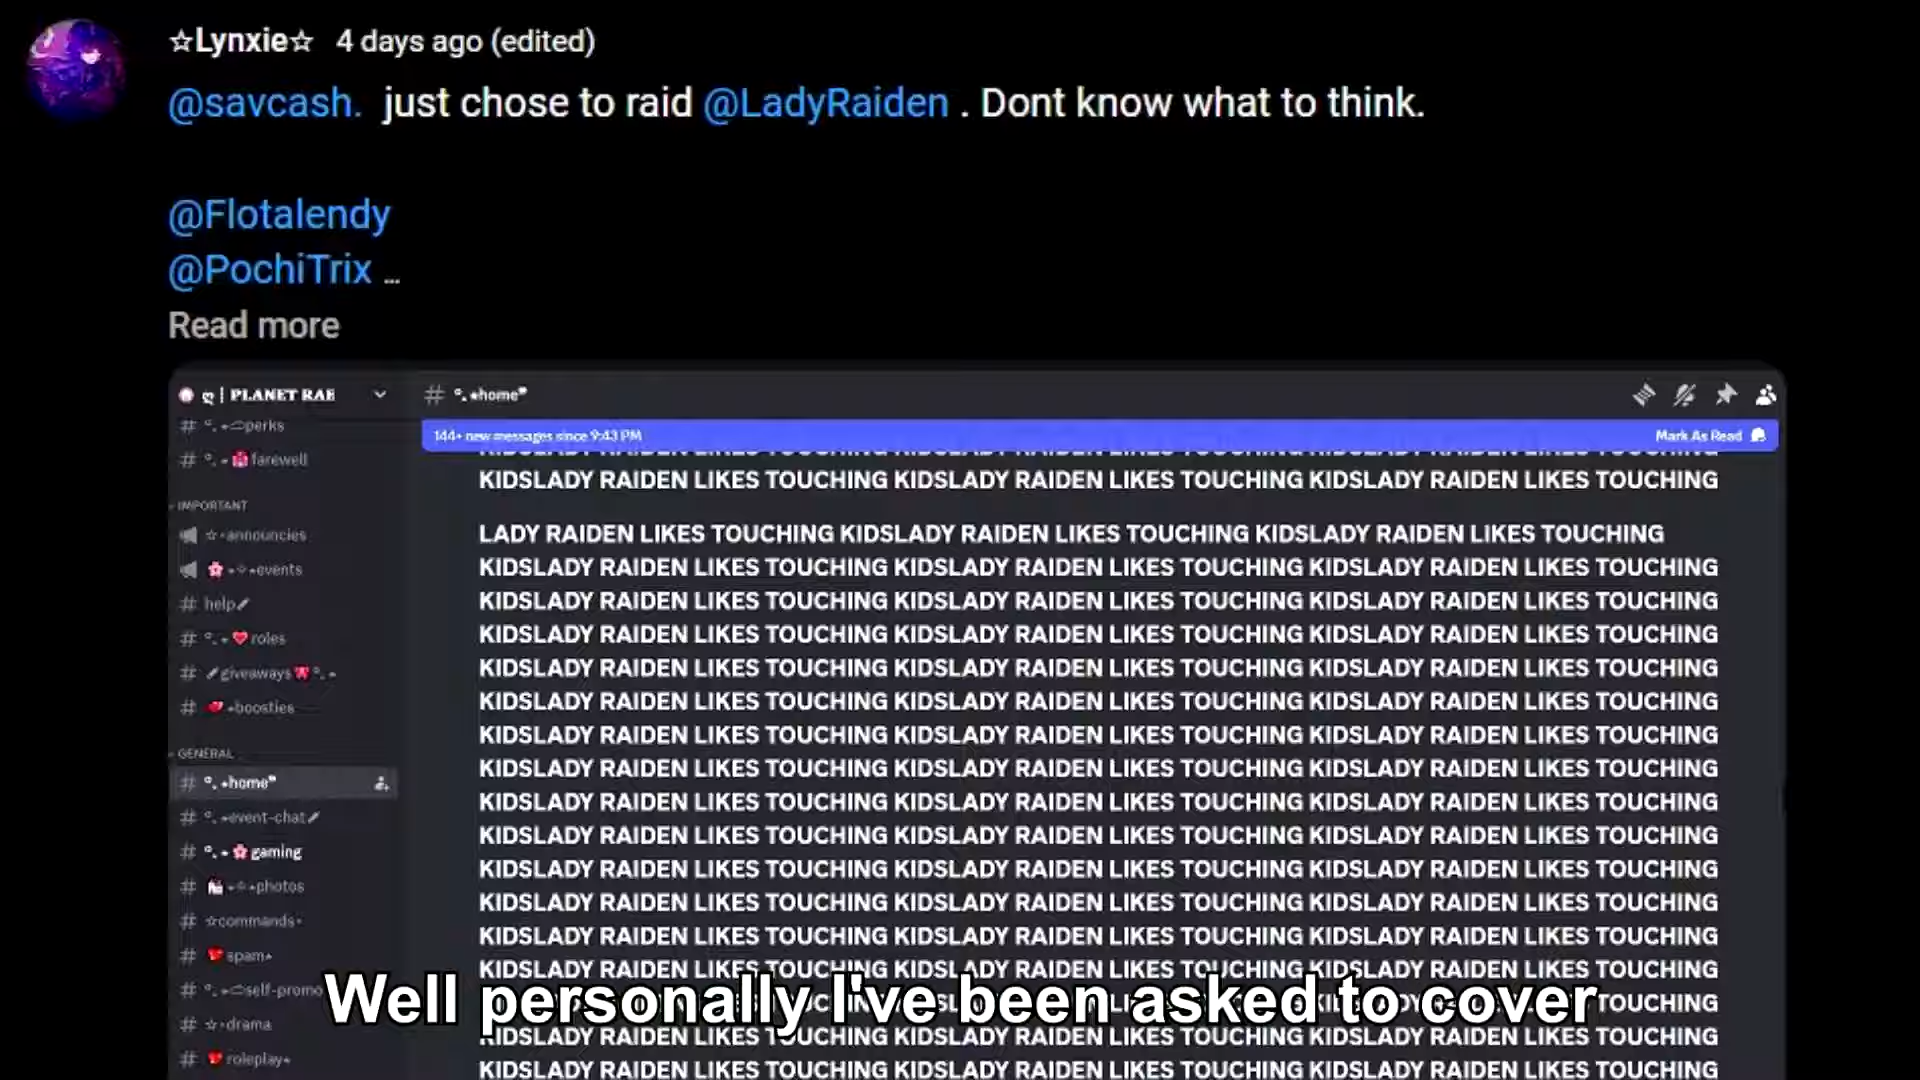 ☆Lynxie☆ 4 days ago (edited)
@savcash. just chose to raid @LadyRaiden . Dont know what to think.
@Flotalendy
@PochiTrix ...
Read more
ღ | PLANET RAE
perks
farewell
IMPORTANT
announcies
events
help
roles
giveaways
boosties
GENERAL
home
event-chat
gaming
photos
commands
spam
self-promo
drama
roleplay
# home
144+ new messages since 9:43 PM Mark As Read
KIDSLADY RAIDEN LIKES TOUCHING KIDSLADY RAIDEN LIKES TOUCHING KIDSLADY RAIDEN LIKES TOUCHING
LADY RAIDEN LIKES TOUCHING KIDSLADY RAIDEN LIKES TOUCHING KIDSLADY RAIDEN LIKES TOUCHING
KIDSLADY RAIDEN LIKES TOUCHING KIDSLADY RAIDEN LIKES TOUCHING KIDSLADY RAIDEN LIKES TOUCHING
KIDSLADY RAIDEN LIKES TOUCHING KIDSLADY RAIDEN LIKES TOUCHING KIDSLADY RAIDEN LIKES TOUCHING
KIDSLADY RAIDEN LIKES TOUCHING KIDSLADY RAIDEN LIKES TOUCHING KIDSLADY RAIDEN LIKES TOUCHING
KIDSLADY RAIDEN LIKES TOUCHING KIDSLADY RAIDEN LIKES TOUCHING KIDSLADY RAIDEN LIKES TOUCHING
KIDSLADY RAIDEN LIKES TOUCHING KIDSLADY RAIDEN LIKES TOUCHING KIDSLADY RAIDEN LIKES TOUCHING
KIDSLADY RAIDEN LIKES TOUCHING KIDSLADY RAIDEN LIKES TOUCHING KIDSLADY RAIDEN LIKES TOUCHING
KIDSLADY RAIDEN LIKES TOUCHING KIDSLADY RAIDEN LIKES TOUCHING KIDSLADY RAIDEN LIKES TOUCHING
KIDSLADY RAIDEN LIKES TOUCHING KIDSLADY RAIDEN LIKES TOUCHING KIDSLADY RAIDEN LIKES TOUCHING
KIDSLADY RAIDEN LIKES TOUCHING KIDSLADY RAIDEN LIKES TOUCHING KIDSLADY RAIDEN LIKES TOUCHING
KIDSLADY RAIDEN LIKES TOUCHING KIDSLADY RAIDEN LIKES TOUCHING KIDSLADY RAIDEN LIKES TOUCHING
KIDSLADY RAIDEN LIKES TOUCHING KIDSLADY RAIDEN LIKES TOUCHING KIDSLADY RAIDEN LIKES TOUCHING
KIDSLADY RAIDEN LIKES TOUCHING KIDSLADY RAIDEN LIKES TOUCHING KIDSLADY RAIDEN LIKES TOUCHING
KIDSLADY RAIDEN LIKES TOUCHING KIDSLADY RAIDEN LIKES TOUCHING KIDSLADY RAIDEN LIKES TOUCHING
Well personally I've been asked to cover
KIDSLADY RAIDEN LIKES TOUCHING KIDSLADY RAIDEN LIKES TOUCHING KIDSLADY RAIDEN LIKES TOUCHING
KIDSLADY RAIDEN LIKES TOUCHING KIDSLADY RAIDEN LIKES TOUCHING KIDSLADY RAIDEN LIKES TOUCHING